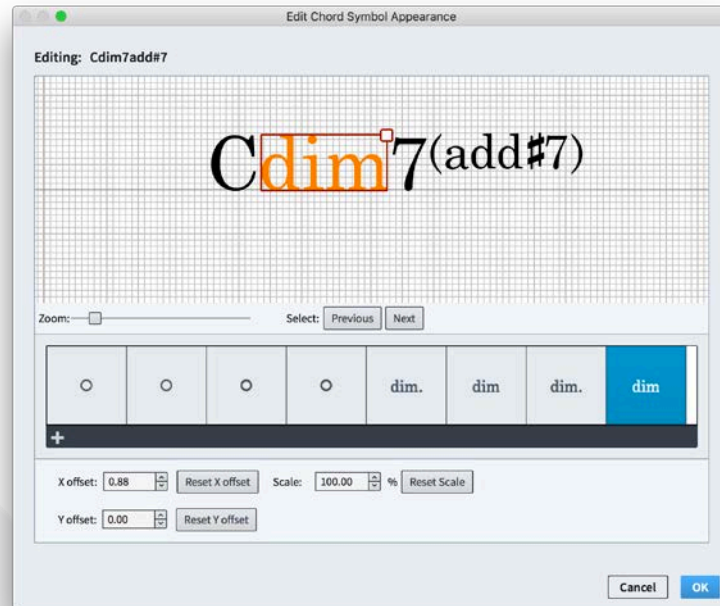 Edit Chord Symbol Appearance
Editing: Cdim7add#7
Cdim7(add♯7)
Zoom: Select: Previous Next
dim. dim dim. dim
+
X offset: 0.88 Reset X offset Scale: 100.00 % Reset Scale
Y offset: 0.00 Reset Y offset
Cancel OK